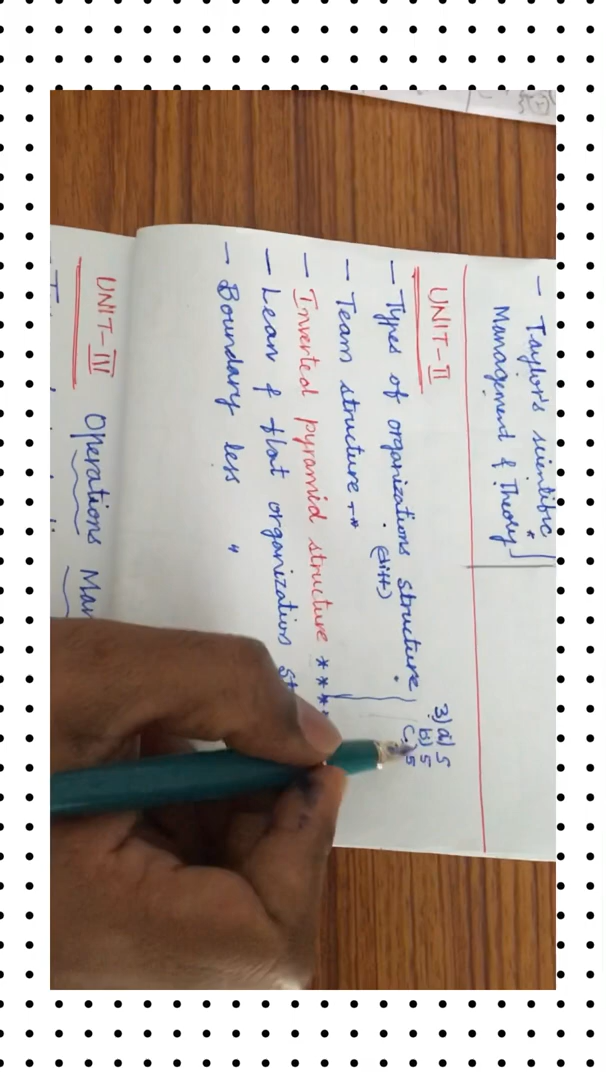 - Taylor's scientific
Management & Theory *
UNIT-II
- Types of organizations structure
(diff)
- Team structure - *
- Inverted pyramid structure ***
- Lean & flat organization
- Boundary less "
3) a) 5
b) 5
c) 5
UNIT-IV Operations